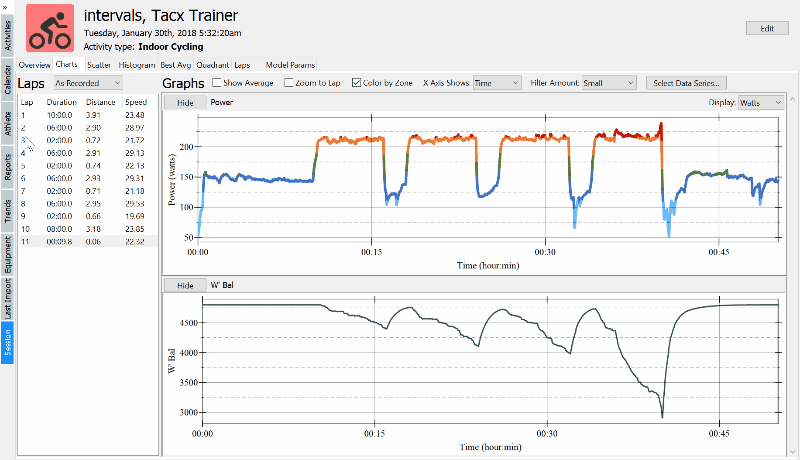 »
intervals, Tacx Trainer
Tuesday, January 30th, 2018 5:32:20am
Activity type: Indoor Cycling
Edit
Activities
Calendar
Athlete
Reports
Trends
Equipment
Last Import
Session
Overview Charts Scatter Histogram Best Avg Quadrant Laps Model Params
Laps As Recorded
Lap Duration Distance Speed
1 10:00.0 3.91 23.48
2 06:00.0 2.90 28.97
3 02:00.0 0.72 21.72
4 06:00.0 2.91 29.13
5 02:00.0 0.74 22.13
6 06:00.0 2.93 29.31
7 02:00.0 0.71 21.18
8 06:00.0 2.95 29.53
9 02:00.0 0.66 19.69
10 08:00.0 3.18 23.85
11 00:09.8 0.06 22.32
Graphs Show Average Zoom to Lap Color by Zone X Axis Shows: Time Filter Amount: Small Select Data Series...
Hide Power Display: Watts
Power (watts)
200
150
100
50
00:00 00:15 00:30 00:45
Time (hour:min)
Hide W' Bal
W' Bal
4500
4000
3500
3000
00:00 00:15 00:30 00:45
Time (hour:min)